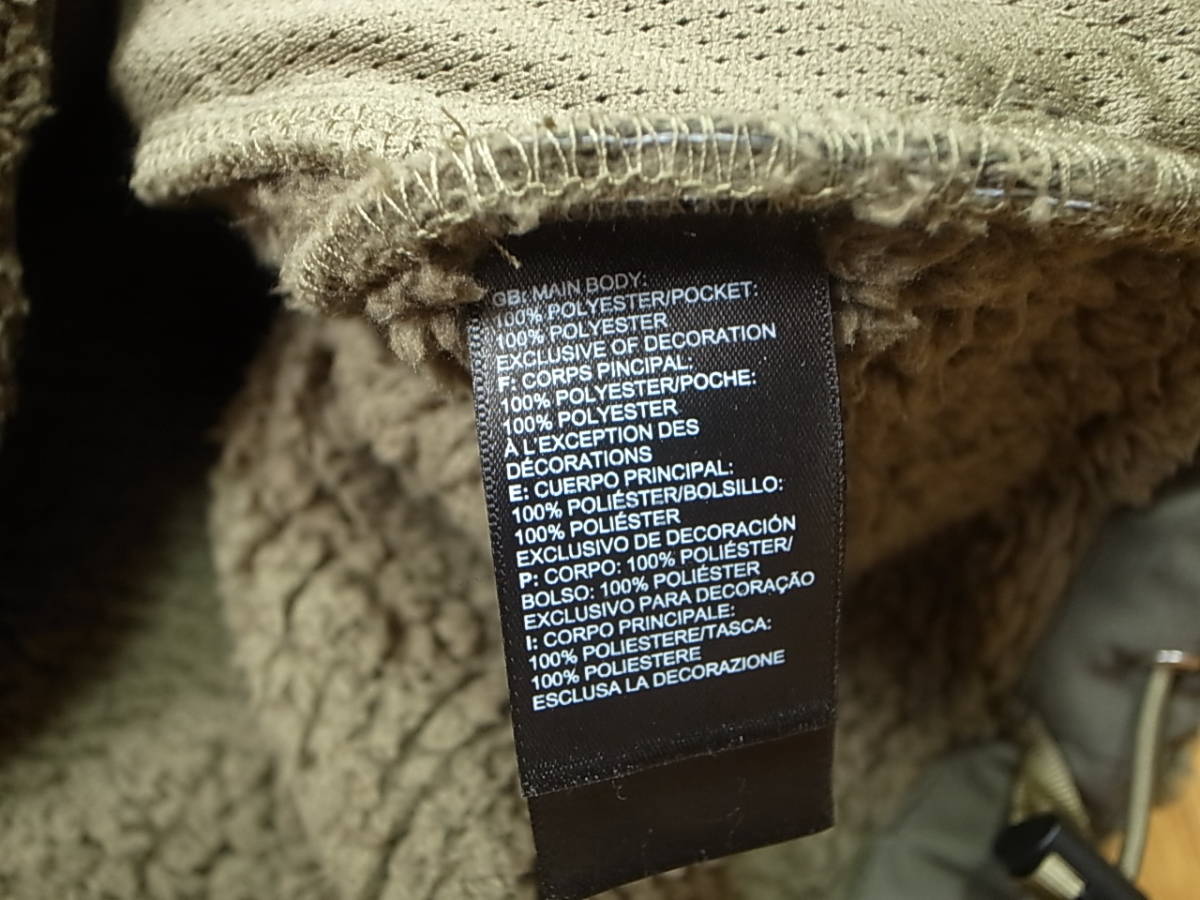 GB: MAIN BODY:
100% POLYESTER/POCKET:
100% POLYESTER
EXCLUSIVE OF DECORATION
F: CORPS PINCIPAL:
100% POLYESTER/POCHE:
100% POLYESTER
À L'EXCEPTION DES
DÉCORATIONS
E: CUERPO PRINCIPAL:
100% POLIÉSTER/BOLSILLO:
100% POLIÉSTER
EXCLUSIVO DE DECORACIÓN
P: CORPO: 100% POLIÉSTER/
BOLSO: 100% POLIÉSTER
EXCLUSIVO PARA DECORAÇÃO
I: CORPO PRINCIPALE:
100% POLIESTERE/TASCA:
100% POLIESTERE
ESCLUSA LA DECORAZIONE